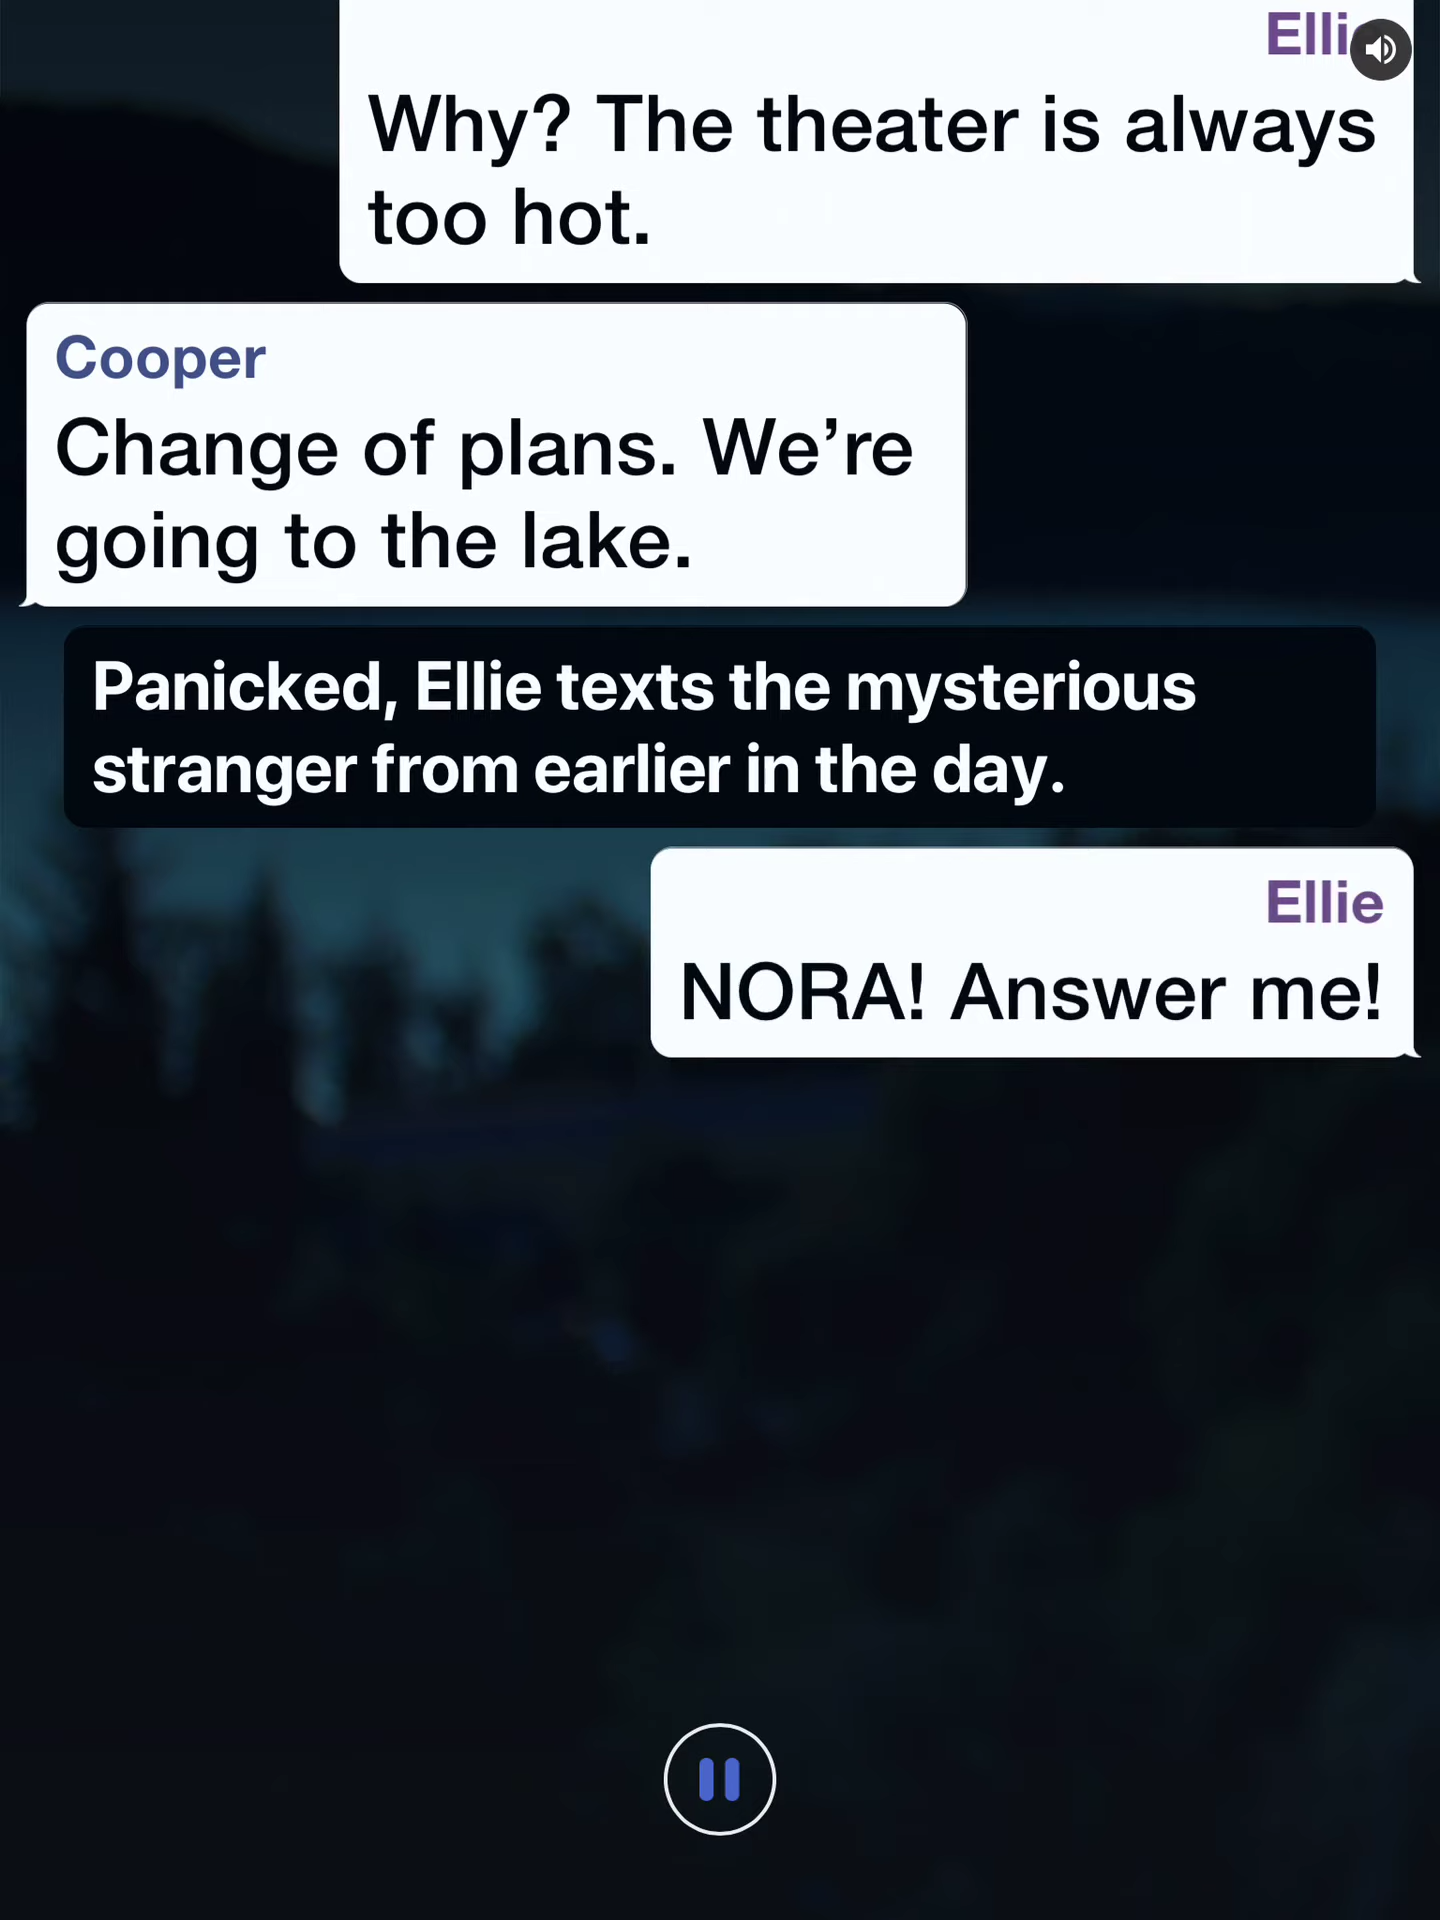 Ellie
Why? The theater is always
too hot.
Cooper
Change of plans. We’re
going to the lake.
Panicked, Ellie texts the mysterious
stranger from earlier in the day.
Ellie
NORA! Answer me!